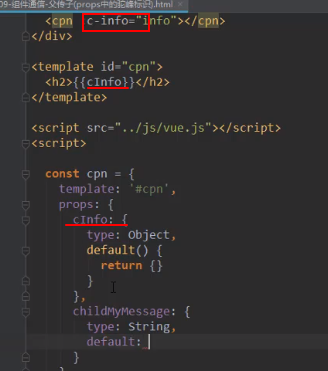 09-组件通信-父传子(props中的驼峰标识).html ×
<cpn c-info="info"></cpn>
</div>
<template id="cpn">
<h2>{{cInfo}}</h2>
</template>
<script src="../js/vue.js"></script>
<script>
const cpn = {
template: '#cpn',
props: {
cInfo: {
type: Object,
default() {
return {}
}
},
childMyMessage: {
type: String,
default:
}
}